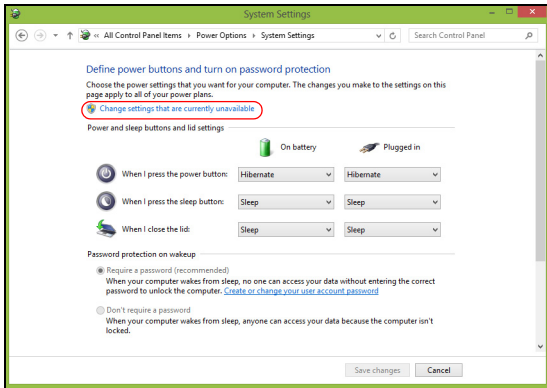 System Settings
« All Control Panel Items Power Options System Settings
Search Control Panel
Define power buttons and turn on password protection
Choose the power settings that you want for your computer. The changes you make to the settings on this
page apply to all of your power plans.
Change settings that are currently unavailable
Power and sleep buttons and lid settings
On battery Plugged in
When I press the power button: Hibernate Hibernate
When I press the sleep button: Sleep Sleep
When I close the lid: Sleep Sleep
Password protection on wakeup
Require a password (recommended)
When your computer wakes from sleep, no one can access your data without entering the correct
password to unlock the computer. Create or change your user account password
Don't require a password
When your computer wakes from sleep, anyone can access your data because the computer isn't
locked.
Save changes Cancel